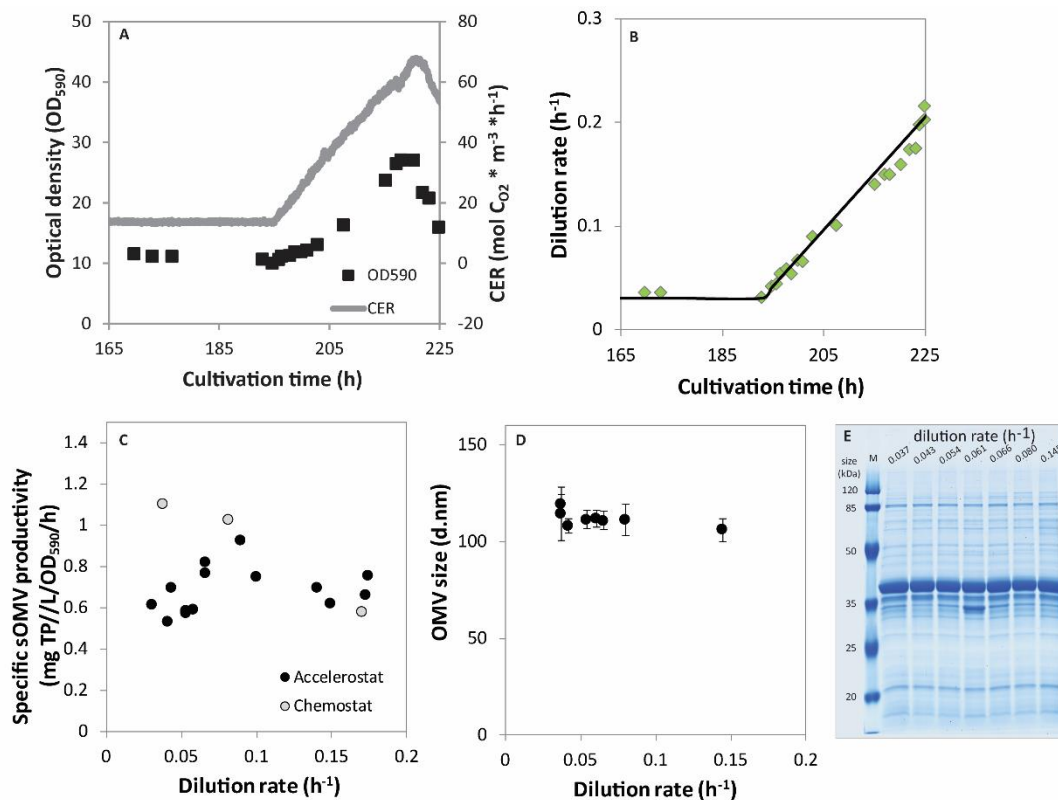 A
Optical density (OD590)
50
40
30
20
10
0
80
60
40
20
0
-20
CER (mol CO2 * m-3 *h-1)
OD590
CER
165 185 205 225
Cultivation time (h)
B
Dilution rate (h-1)
0.3
0.2
0.1
0
165 185 205 225
Cultivation time (h)
C
Specific sOMV productivity
(mg TP//L/OD590/h)
1.4
1.2
1
0.8
0.6
0.4
0.2
0
Accelerostat
Chemostat
0 0.05 0.1 0.15 0.2
Dilution rate (h-1)
D
OMV size (d.nm)
150
100
50
0
0 0.05 0.1 0.15 0.2
Dilution rate (h-1)
E
dilution rate (h-1)
size
(kDa)
M 0.037 0.043 0.054 0.061 0.066 0.080
120
85
50
35
25
20